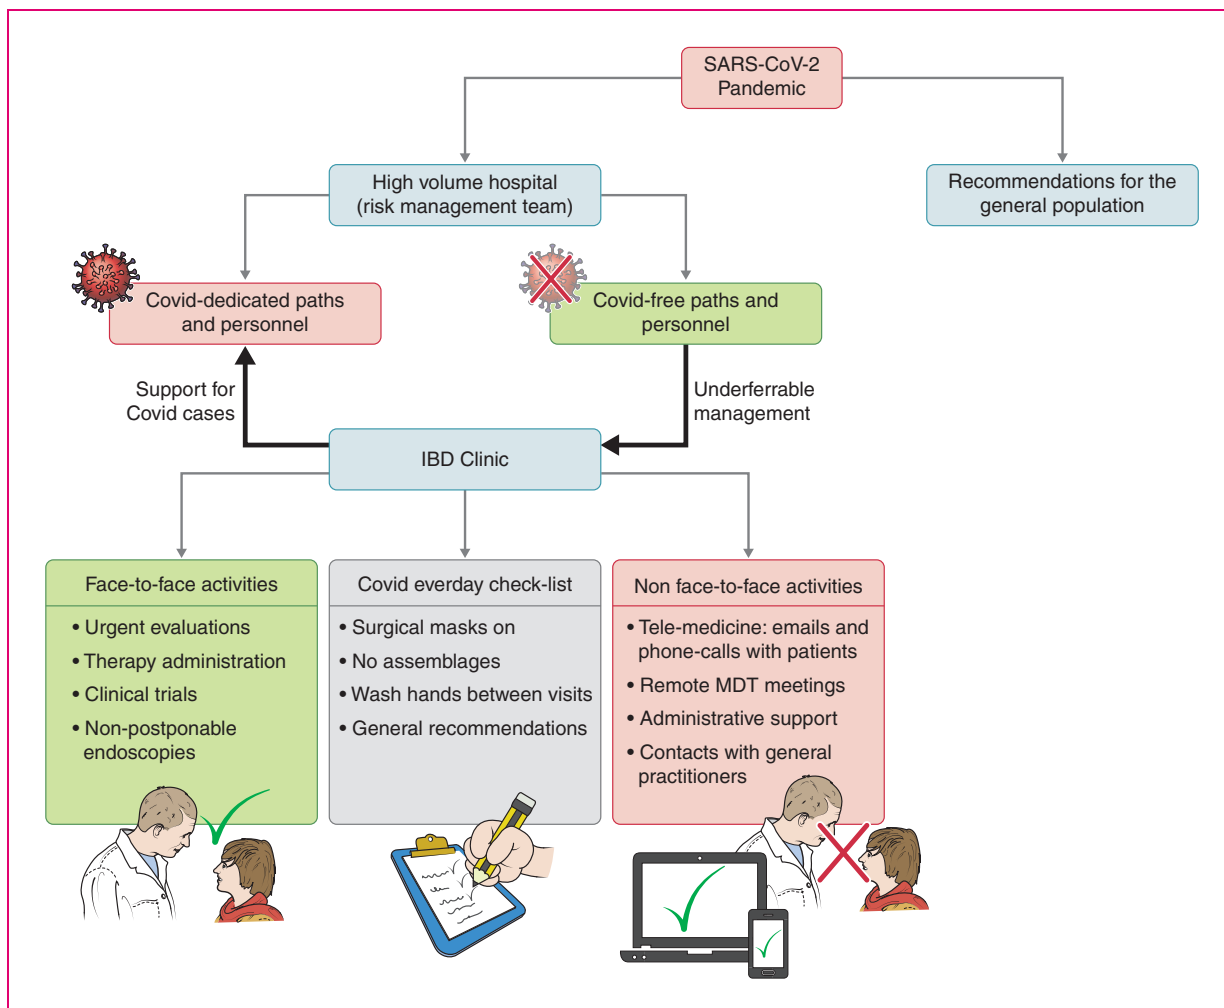 SARS-CoV-2
Pandemic
High volume hospital
(risk management team)
Recommendations for the
general population
Covid-dedicated paths
and personnel
Covid-free paths and
personnel
Support for
Covid cases
Underferrable
management
IBD Clinic
Face-to-face activities
• Urgent evaluations
• Therapy administration
• Clinical trials
• Non-postponable
endoscopies
Covid everday check-list
• Surgical masks on
• No assemblages
• Wash hands between visits
• General recommendations
Non face-to-face activities
• Tele-medicine: emails and
phone-calls with patients
• Remote MDT meetings
• Administrative support
• Contacts with general
practitioners